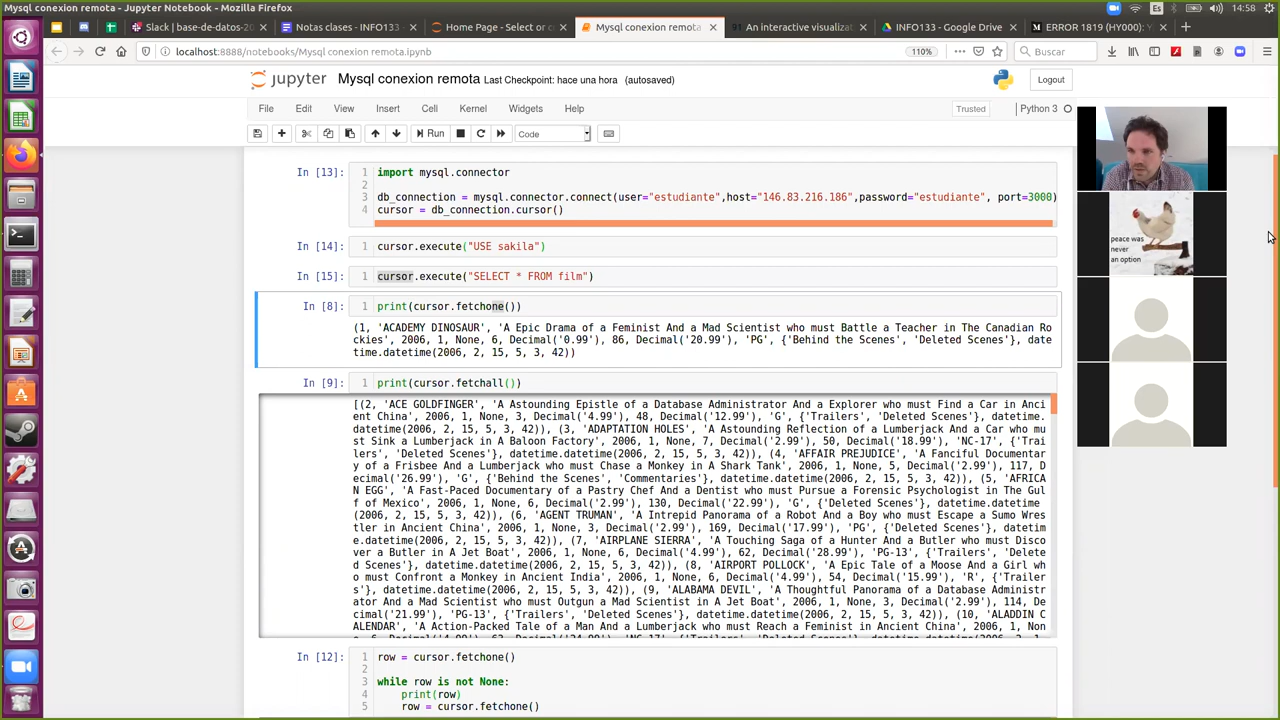 Mysql conexion remota - Jupyter Notebook - Mozilla Firefox
Es
14:58
Slack | base-de-datos-2
Notas clases - INFO133
Home Page - Select or c
Mysql conexion remota
An interactive visualizat
INFO133 - Google Drive
ERROR 1819 (HY000): Y
localhost:8888/notebooks/Mysql conexion remota.ipynb
110%
Buscar
jupyter Mysql conexion remota Last Checkpoint: hace una hora (autosaved)
Logout
File Edit View Insert Cell Kernel Widgets Help
Trusted
Python 3
Run
Code
In [13]:
1 import mysql.connector
2
3 db_connection = mysql.connector.connect(user="estudiante",host="146.83.216.186",password="estudiante", port=3000)
4 cursor = db_connection.cursor()
In [14]: 1 cursor.execute("USE sakila")
In [15]: 1 cursor.execute("SELECT * FROM film")
In [8]: 1 print(cursor.fetchone())
(1, 'ACADEMY DINOSAUR', 'A Epic Drama of a Feminist And a Mad Scientist who must Battle a Teacher in The Canadian Ro
ckies', 2006, 1, None, 6, Decimal('0.99'), 86, Decimal('20.99'), 'PG', {'Behind the Scenes', 'Deleted Scenes'}, date
time.datetime(2006, 2, 15, 5, 3, 42))
In [9]: 1 print(cursor.fetchall())
[(2, 'ACE GOLDFINGER', 'A Astounding Epistle of a Database Administrator And a Explorer who must Find a Car in Anci
ent China', 2006, 1, None, 3, Decimal('4.99'), 48, Decimal('12.99'), 'G', {'Trailers', 'Deleted Scenes'}, datetime.
datetime(2006, 2, 15, 5, 3, 42)), (3, 'ADAPTATION HOLES', 'A Astounding Reflection of a Lumberjack And a Car who mu
st Sink a Lumberjack in A Baloon Factory', 2006, 1, None, 7, Decimal('2.99'), 50, Decimal('18.99'), 'NC-17', {'Trai
lers', 'Deleted Scenes'}, datetime.datetime(2006, 2, 15, 5, 3, 42)), (4, 'AFFAIR PREJUDICE', 'A Fanciful Documentar
y of a Frisbee And a Lumberjack who must Chase a Monkey in A Shark Tank', 2006, 1, None, 5, Decimal('2.99'), 117, D
ecimal('26.99'), 'G', {'Behind the Scenes', 'Commentaries'}, datetime.datetime(2006, 2, 15, 5, 3, 42)), (5, 'AFRICA
N EGG', 'A Fast-Paced Documentary of a Pastry Chef And a Dentist who must Pursue a Forensic Psychologist in The Gul
f of Mexico', 2006, 1, None, 6, Decimal('2.99'), 130, Decimal('22.99'), 'G', {'Deleted Scenes'}, datetime.datetime
(2006, 2, 15, 5, 3, 42)), (6, 'AGENT TRUMAN', 'A Intrepid Panorama of a Robot And a Boy who must Escape a Sumo Wres
tler in Ancient China', 2006, 1, None, 3, Decimal('2.99'), 169, Decimal('17.99'), 'PG', {'Deleted Scenes'}, datetim
e.datetime(2006, 2, 15, 5, 3, 42)), (7, 'AIRPLANE SIERRA', 'A Touching Saga of a Hunter And a Butler who must Disco
ver a Butler in A Jet Boat', 2006, 1, None, 6, Decimal('4.99'), 62, Decimal('28.99'), 'PG-13', {'Trailers', 'Delete
d Scenes'}, datetime.datetime(2006, 2, 15, 5, 3, 42)), (8, 'AIRPORT POLLOCK', 'A Epic Tale of a Moose And a Girl wh
o must Confront a Monkey in Ancient India', 2006, 1, None, 6, Decimal('4.99'), 54, Decimal('15.99'), 'R', {'Trailer
s'}, datetime.datetime(2006, 2, 15, 5, 3, 42)), (9, 'ALABAMA DEVIL', 'A Thoughtful Panorama of a Database Administr
ator And a Mad Scientist who must Outgun a Mad Scientist in A Jet Boat', 2006, 1, None, 3, Decimal('2.99'), 114, De
cimal('21.99'), 'PG-13', {'Trailers', 'Deleted Scenes'}, datetime.datetime(2006, 2, 15, 5, 3, 42)), (10, 'ALADDIN C
ALENDAR', 'A Action-Packed Tale of a Man And a Lumberjack who must Reach a Feminist in Ancient China', 2006, 1, Non
In [12]: 1 row = cursor.fetchone()
2
3 while row is not None:
4 print(row)
5 row = cursor.fetchone()
peace was
never
an option